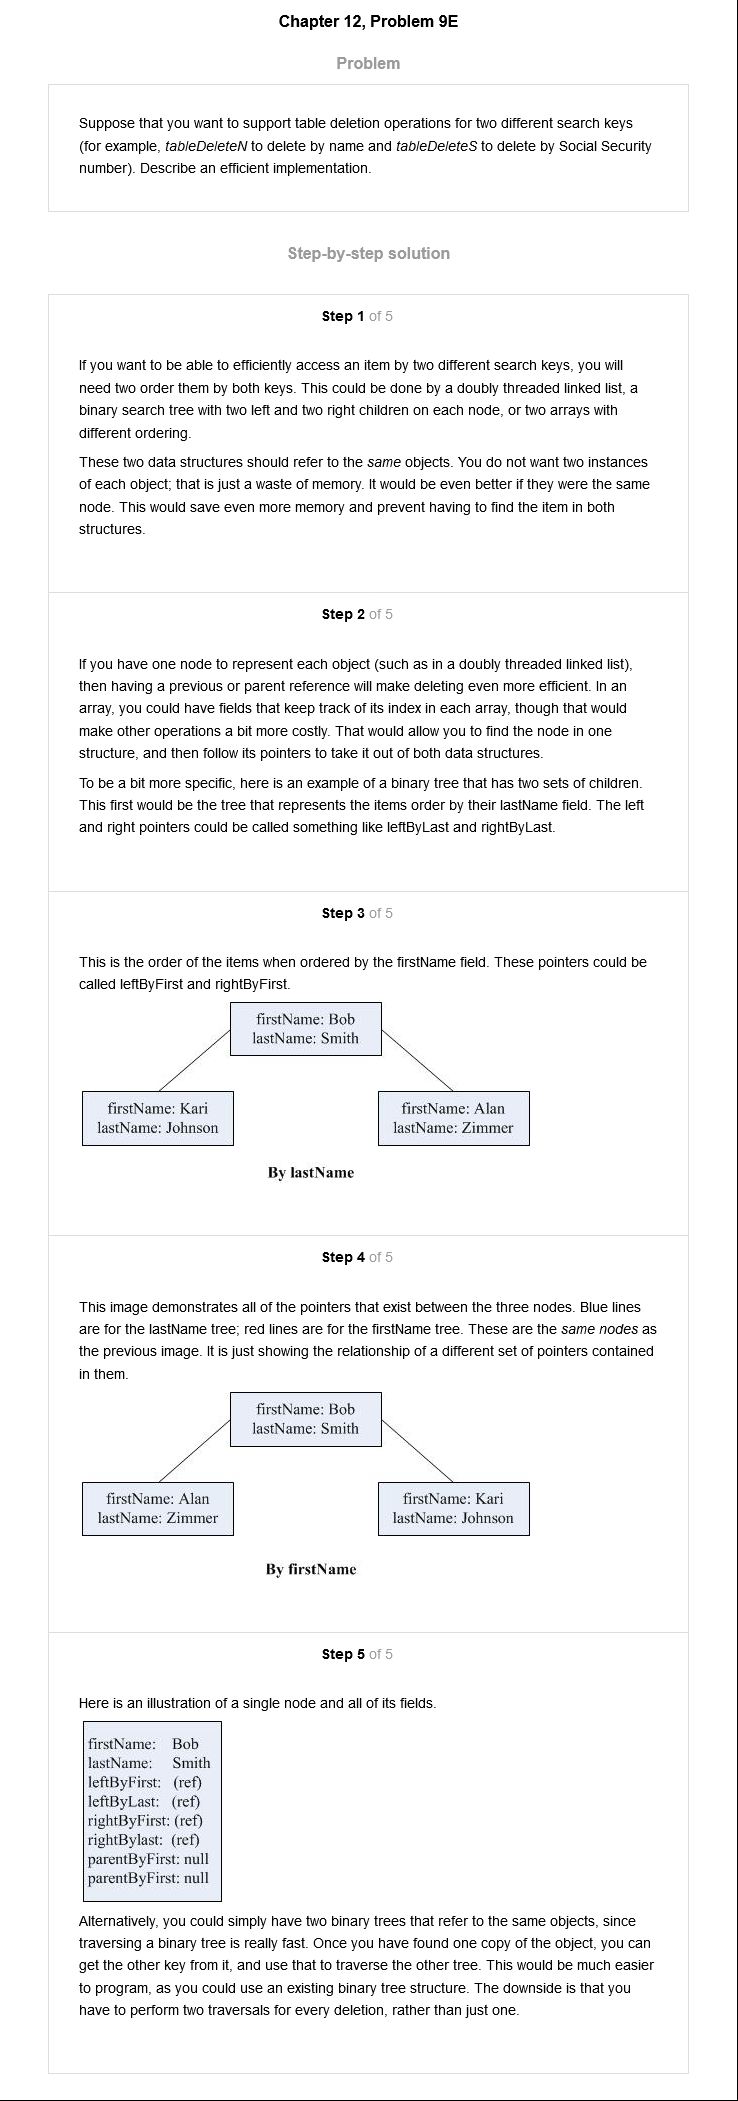 Chapter 12, Problem 9E
Problem
Suppose that you want to support table deletion operations for two different search keys
(for example, tableDeleteN to delete by name and tableDeleteS to delete by Social Security
number). Describe an efficient implementation.
Step-by-step solution
Step 1 of 5
If you want to be able to efficiently access an item by two different search keys, you will
need two order them by both keys. This could be done by a doubly threaded linked list, a
binary search tree with two left and two right children on each node, or two arrays with
different ordering.
These two data structures should refer to the same objects. You do not want two instances
of each object; that is just a waste of memory. It would be even better if they were the same
node. This would save even more memory and prevent having to find the item in both
structures.
Step 2 of 5
If you have one node to represent each object (such as in a doubly threaded linked list),
then having a previous or parent reference will make deleting even more efficient. In an
array, you could have fields that keep track of its index in each array, though that would
make other operations a bit more costly. That would allow you to find the node in one
structure, and then follow its pointers to take it out of both data structures.
To be a bit more specific, here is an example of a binary tree that has two sets of children.
This first would be the tree that represents the items order by their lastName field. The left
and right pointers could be called something like leftByLast and rightByLast.
Step 3 of 5
This is the order of the items when ordered by the firstName field. These pointers could be
called leftByFirst and rightByFirst.
firstName: Bob
lastName: Smith
firstName: Kari
lastName: Johnson
firstName: Alan
lastName: Zimmer
By lastName
Step 4 of 5
This image demonstrates all of the pointers that exist between the three nodes. Blue lines
are for the lastName tree; red lines are for the firstName tree. These are the same nodes as
the previous image. It is just showing the relationship of a different set of pointers contained
in them.
firstName: Bob
lastName: Smith
firstName: Alan
lastName: Zimmer
firstName: Kari
lastName: Johnson
By firstName
Step 5 of 5
Here is an illustration of a single node and all of its fields.
firstName: Bob
lastName: Smith
leftByFirst: (ref)
leftByLast: (ref)
rightByFirst: (ref)
rightBylast: (ref)
parentByFirst: null
parentByFirst: null
Alternatively, you could simply have two binary trees that refer to the same objects, since
traversing a binary tree is really fast. Once you have found one copy of the object, you can
get the other key from it, and use that to traverse the other tree. This would be much easier
to program, as you could use an existing binary tree structure. The downside is that you
have to perform two traversals for every deletion, rather than just one.